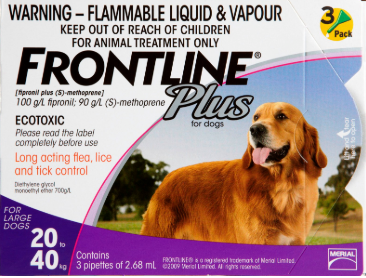 WARNING – FLAMMABLE LIQUID & VAPOUR
KEEP OUT OF REACH OF CHILDREN
FOR ANIMAL TREATMENT ONLY
3
Pack
FRONTLINE®
Plus
for dogs
[fipronil plus (S)-methoprene]
100 g/L fipronil; 90 g/L (S)-methoprene
ECOTOXIC
Please read the label
completely before use
Long acting flea, lice
and tick control
Diethylene glycol
monoethyl ether 700g/L
FOR
LARGE
DOGS
20 to
40 kg
Contains
3 pipettes of 2.68 mL
FRONTLINE® is a registered trademark of Merial Limited.
©2009 Merial Limited. All rights reserved.
MERIAL